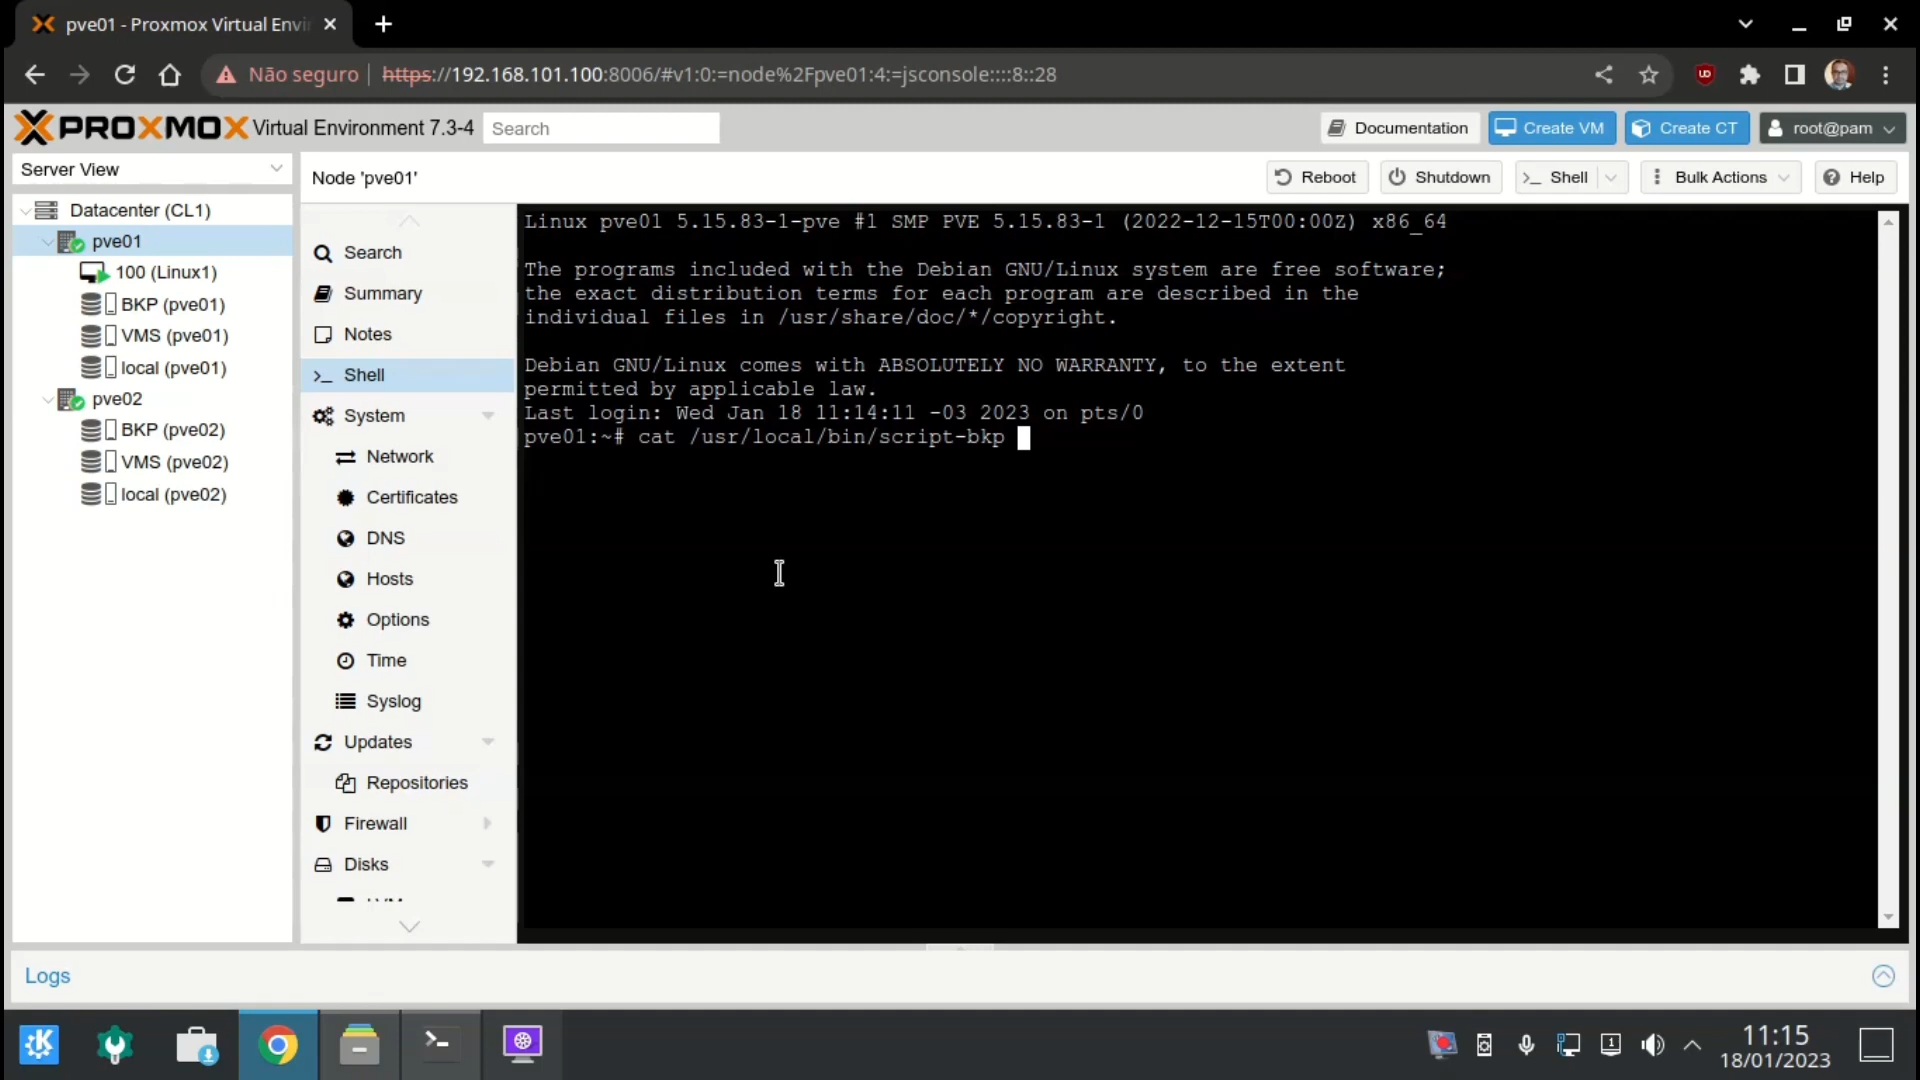 pve01 - Proxmox Virtual Envi
Não seguro
https://192.168.101.100:8006/#v1:0:=node%2Fpve01:4:=jsconsole::::8::28
PROXMOX Virtual Environment 7.3-4
Search
Documentation
Create VM
Create CT
root@pam
Server View
Node 'pve01'
Reboot
Shutdown
>_ Shell
Bulk Actions
Help
Datacenter (CL1)
pve01
100 (Linux1)
BKP (pve01)
VMS (pve01)
local (pve01)
pve02
BKP (pve02)
VMS (pve02)
local (pve02)
Search
Summary
Notes
>_ Shell
System
Network
Certificates
DNS
Hosts
Options
Time
Syslog
Updates
Repositories
Firewall
Disks
Linux pve01 5.15.83-1-pve #1 SMP PVE 5.15.83-1 (2022-12-15T00:00Z) x86_64
The programs included with the Debian GNU/Linux system are free software;
the exact distribution terms for each program are described in the
individual files in /usr/share/doc/*/copyright.
Debian GNU/Linux comes with ABSOLUTELY NO WARRANTY, to the extent
permitted by applicable law.
Last login: Wed Jan 18 11:14:11 -03 2023 on pts/0
pve01:~# cat /usr/local/bin/script-bkp
Logs
11:15
18/01/2023